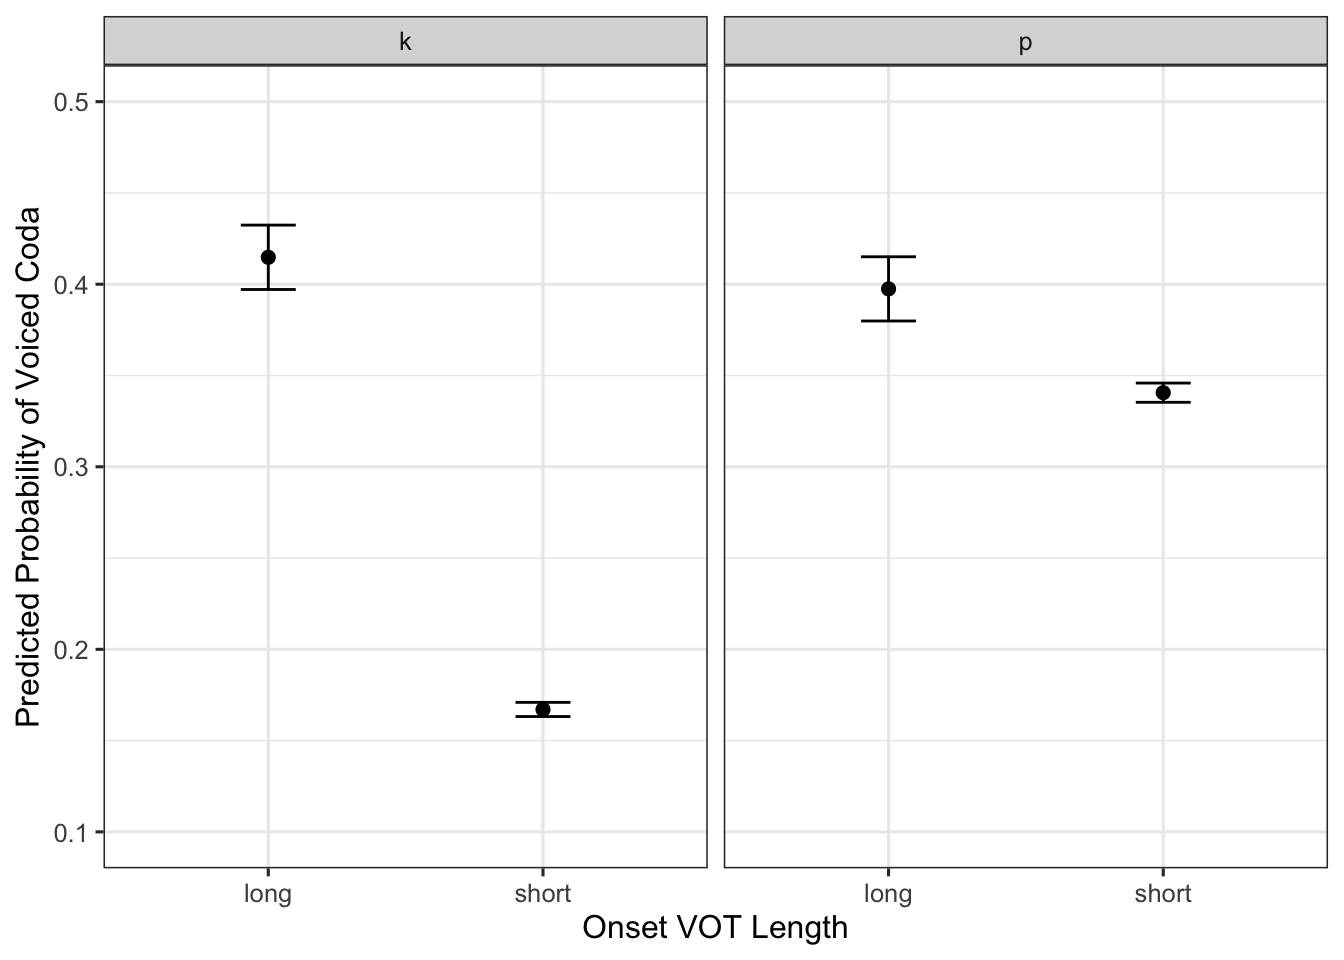 k
p
Predicted Probability of Voiced Coda
0.5
0.4
0.3
0.2
0.1
long
short
long
short
Onset VOT Length